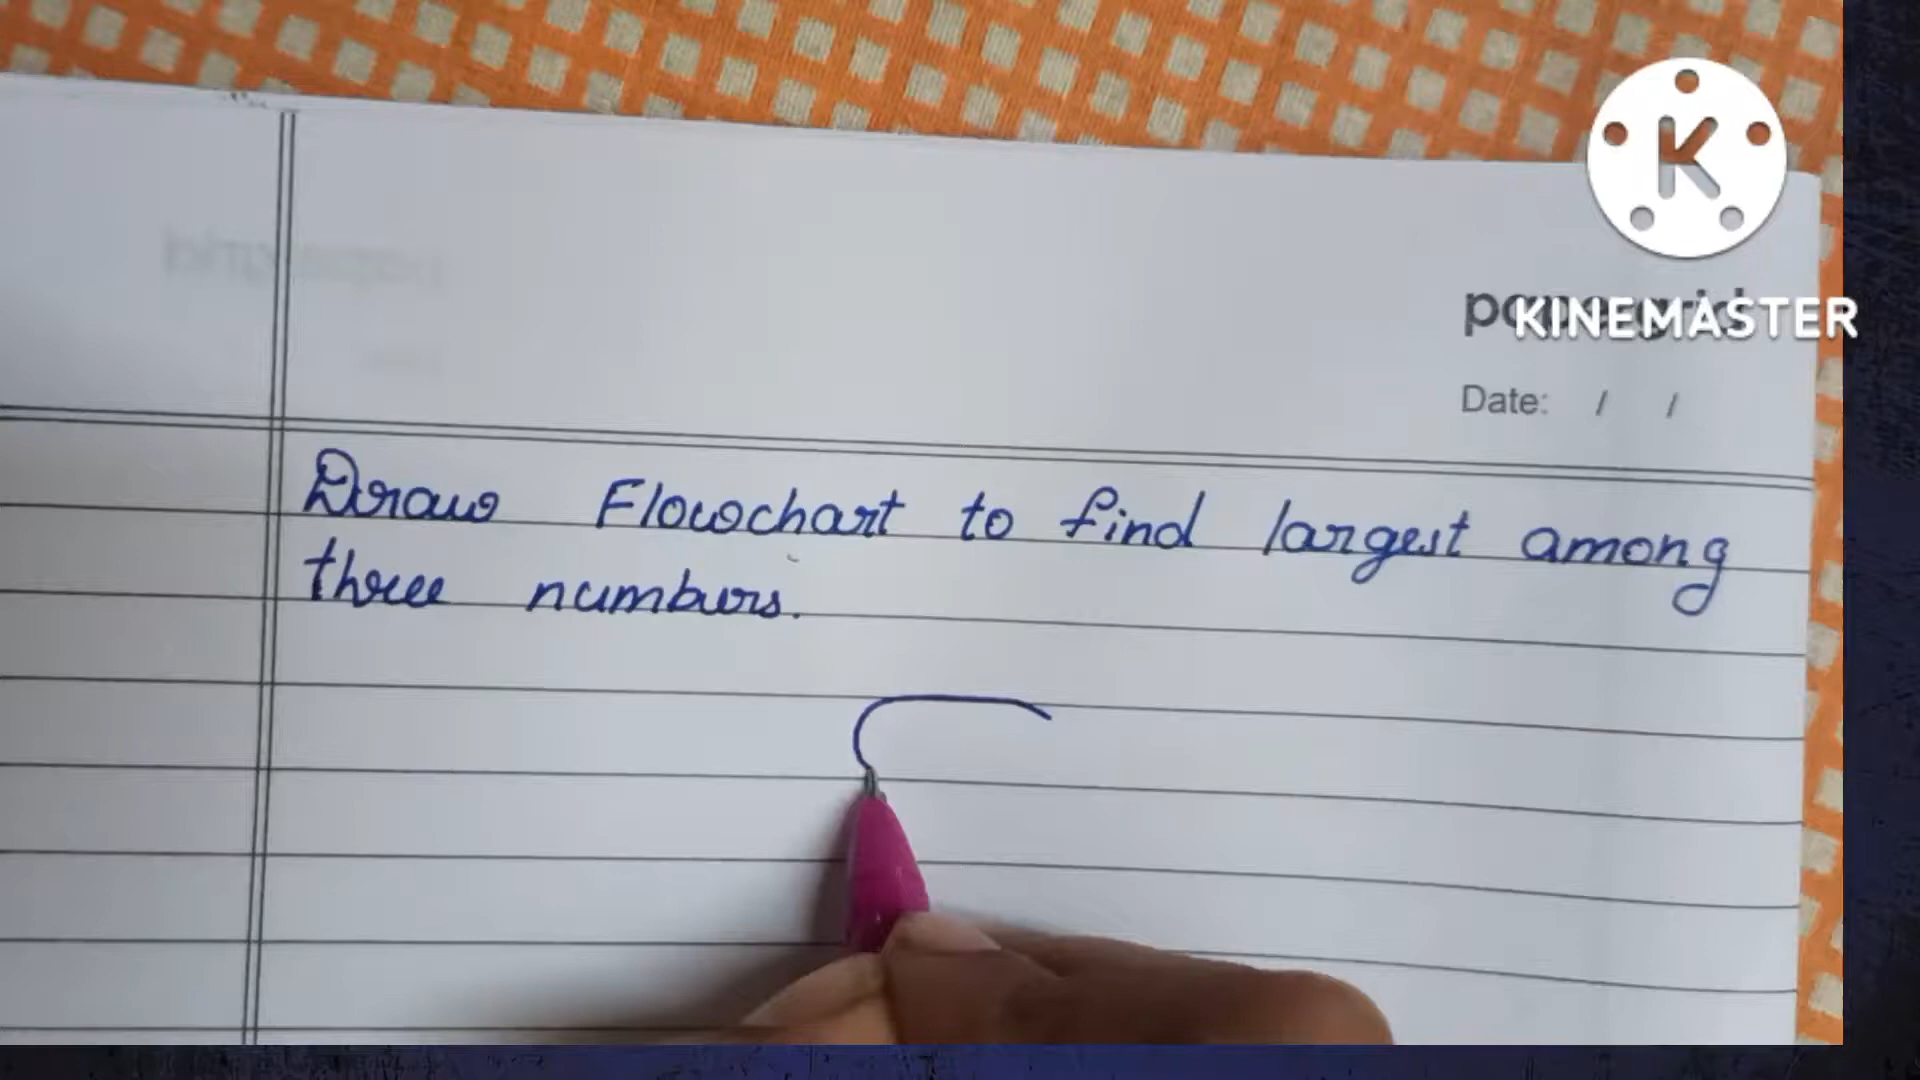 KINEMASTER
Date: / /
Draw Flowchart to find largest among
three numbers.